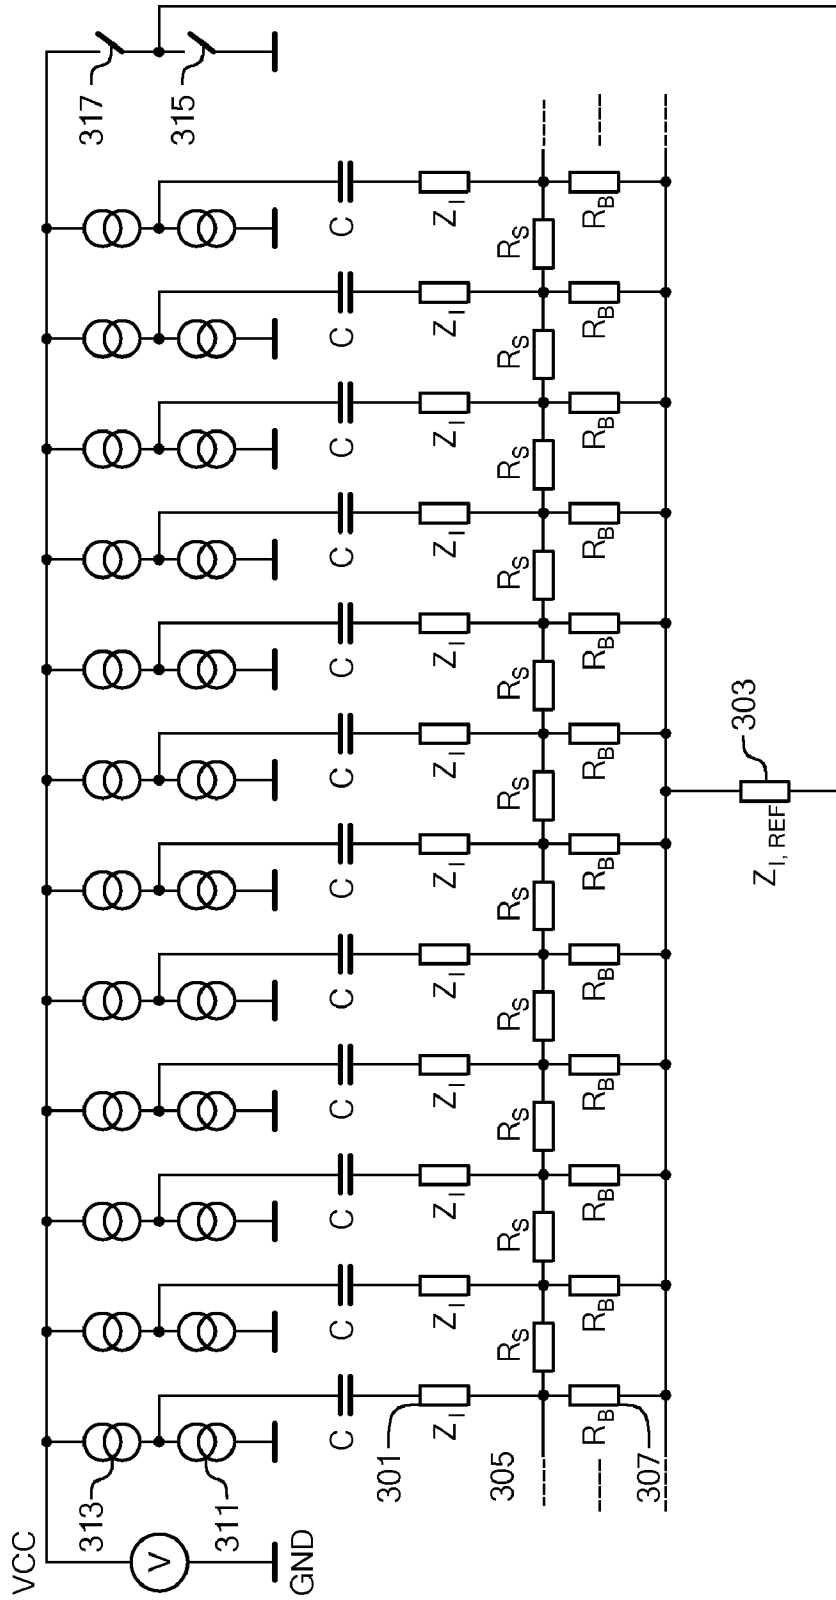 VCC
313
317
V
311
315
GND
C C C C C C C C C C C C
301
Z_I Z_I Z_I Z_I Z_I Z_I Z_I Z_I Z_I Z_I Z_I Z_I
305
R_S R_S R_S R_S R_S R_S R_S R_S R_S R_S R_S
R_B R_B R_B R_B R_B R_B R_B R_B R_B R_B R_B R_B
307
303
Z_I, REF